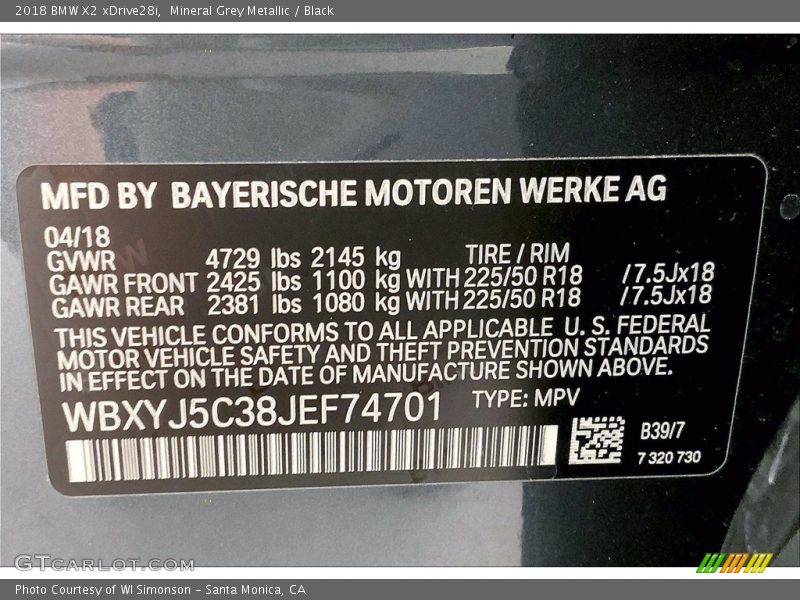 2018 BMW X2 xDrive28i,  Mineral Grey Metallic / Black
MFD BY BAYERISCHE MOTOREN WERKE AG
04/18
GVWR 4729 lbs 2145 kg TIRE / RIM
GAWR FRONT 2425 lbs 1100 kg WITH 225/50 R18 /7.5Jx18
GAWR REAR 2381 lbs 1080 kg WITH 225/50 R18 /7.5Jx18
THIS VEHICLE CONFORMS TO ALL APPLICABLE U. S. FEDERAL
MOTOR VEHICLE SAFETY AND THEFT PREVENTION STANDARDS
IN EFFECT ON THE DATE OF MANUFACTURE SHOWN ABOVE.
WBXYJ5C38JEF74701 TYPE: MPV
B39/7
7 320 730
GTCARLOT.COM
Photo Courtesy of WI Simonson - Santa Monica, CA